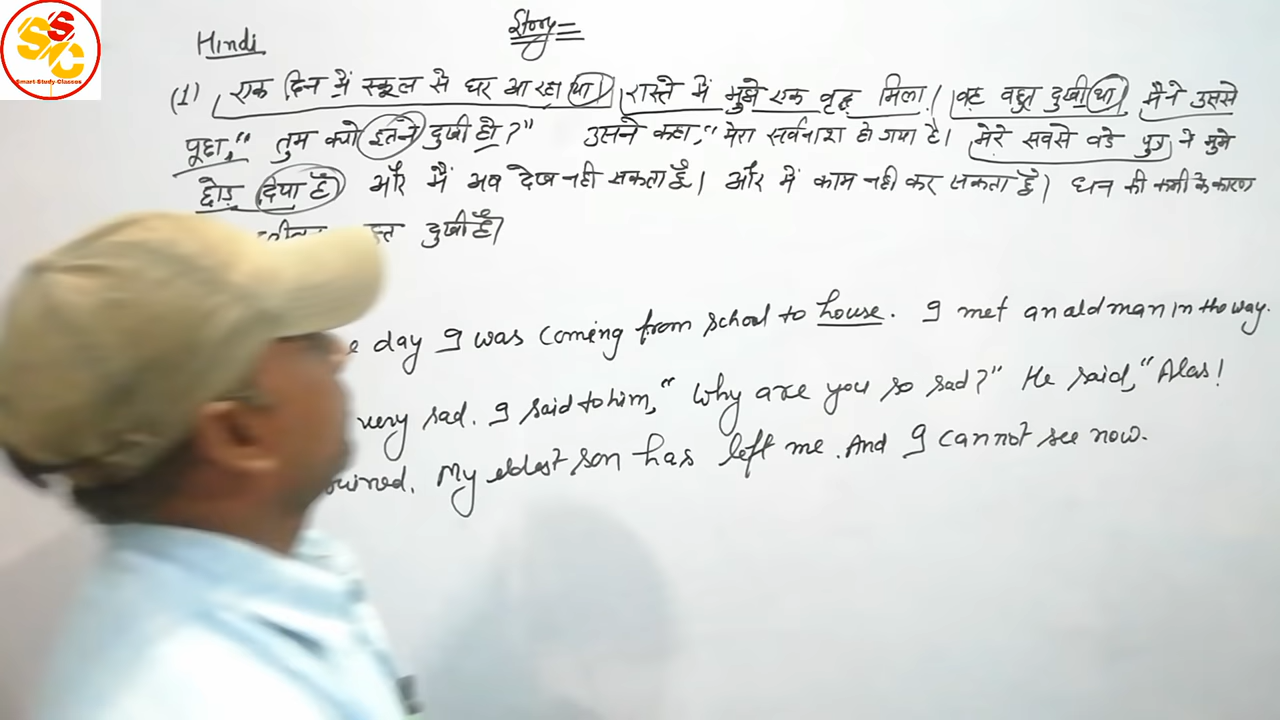 SSC
Smart Study Classes
Story =
Hindi
(1) एक दिन में स्कूल से घर आ रहा था। रास्ते में मुझे एक वृद्ध मिला। वह बहुत दुखी था। मैंने उससे
पूछा, " तुम क्यों इतने दुखी हो ?" उसने कहा, " मेरा सर्वनाश हो गया है। मेरे सबसे बडे पुत्र ने मुझे
छोड़ दिया है और मैं अब देख नही सकता हूँ। और में काम नही कर सकता हूँ। धन की कमी के कारण
दुखी है।
day I was coming from school to house. I met an old man in the way.
very sad. I said to him, " Why are you so sad ?" He said, " Alas!
My eldest son has left me. And I cannot see now.